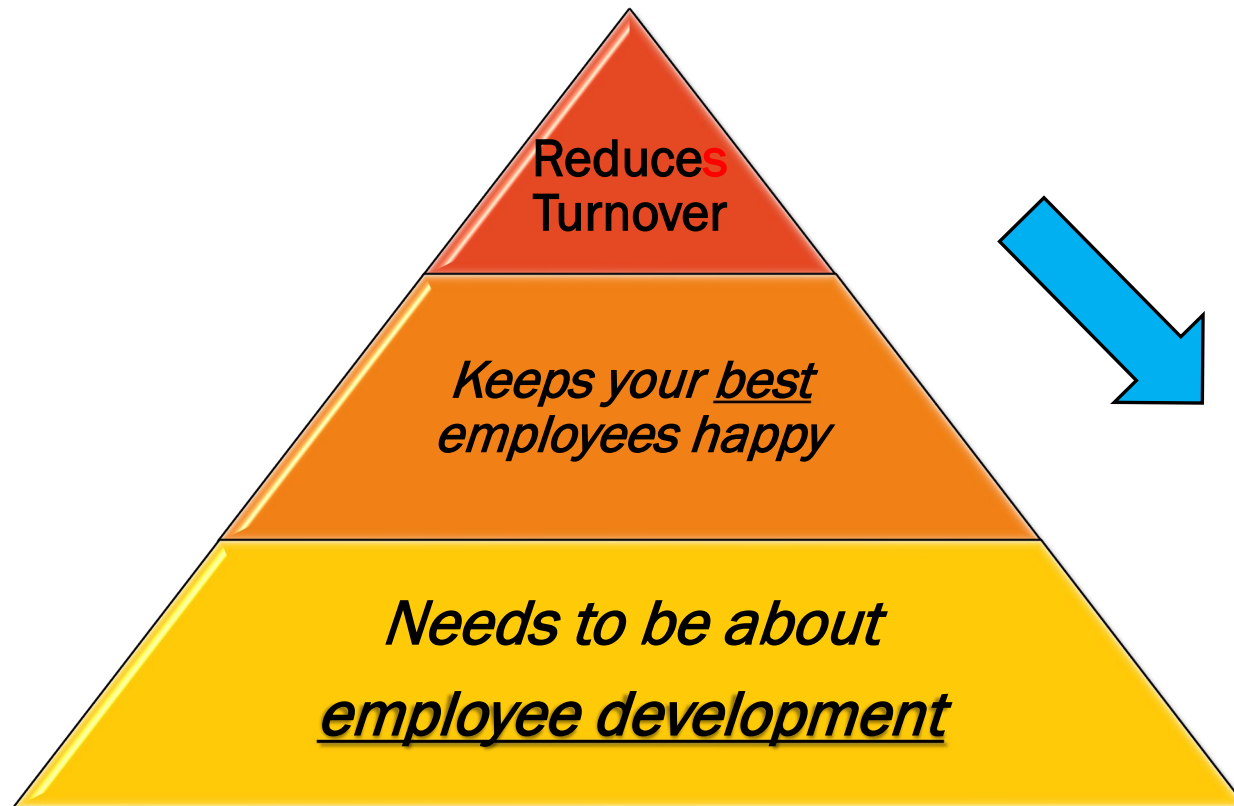 Reduces
Turnover
Keeps your best
employees happy
Needs to be about
employee development